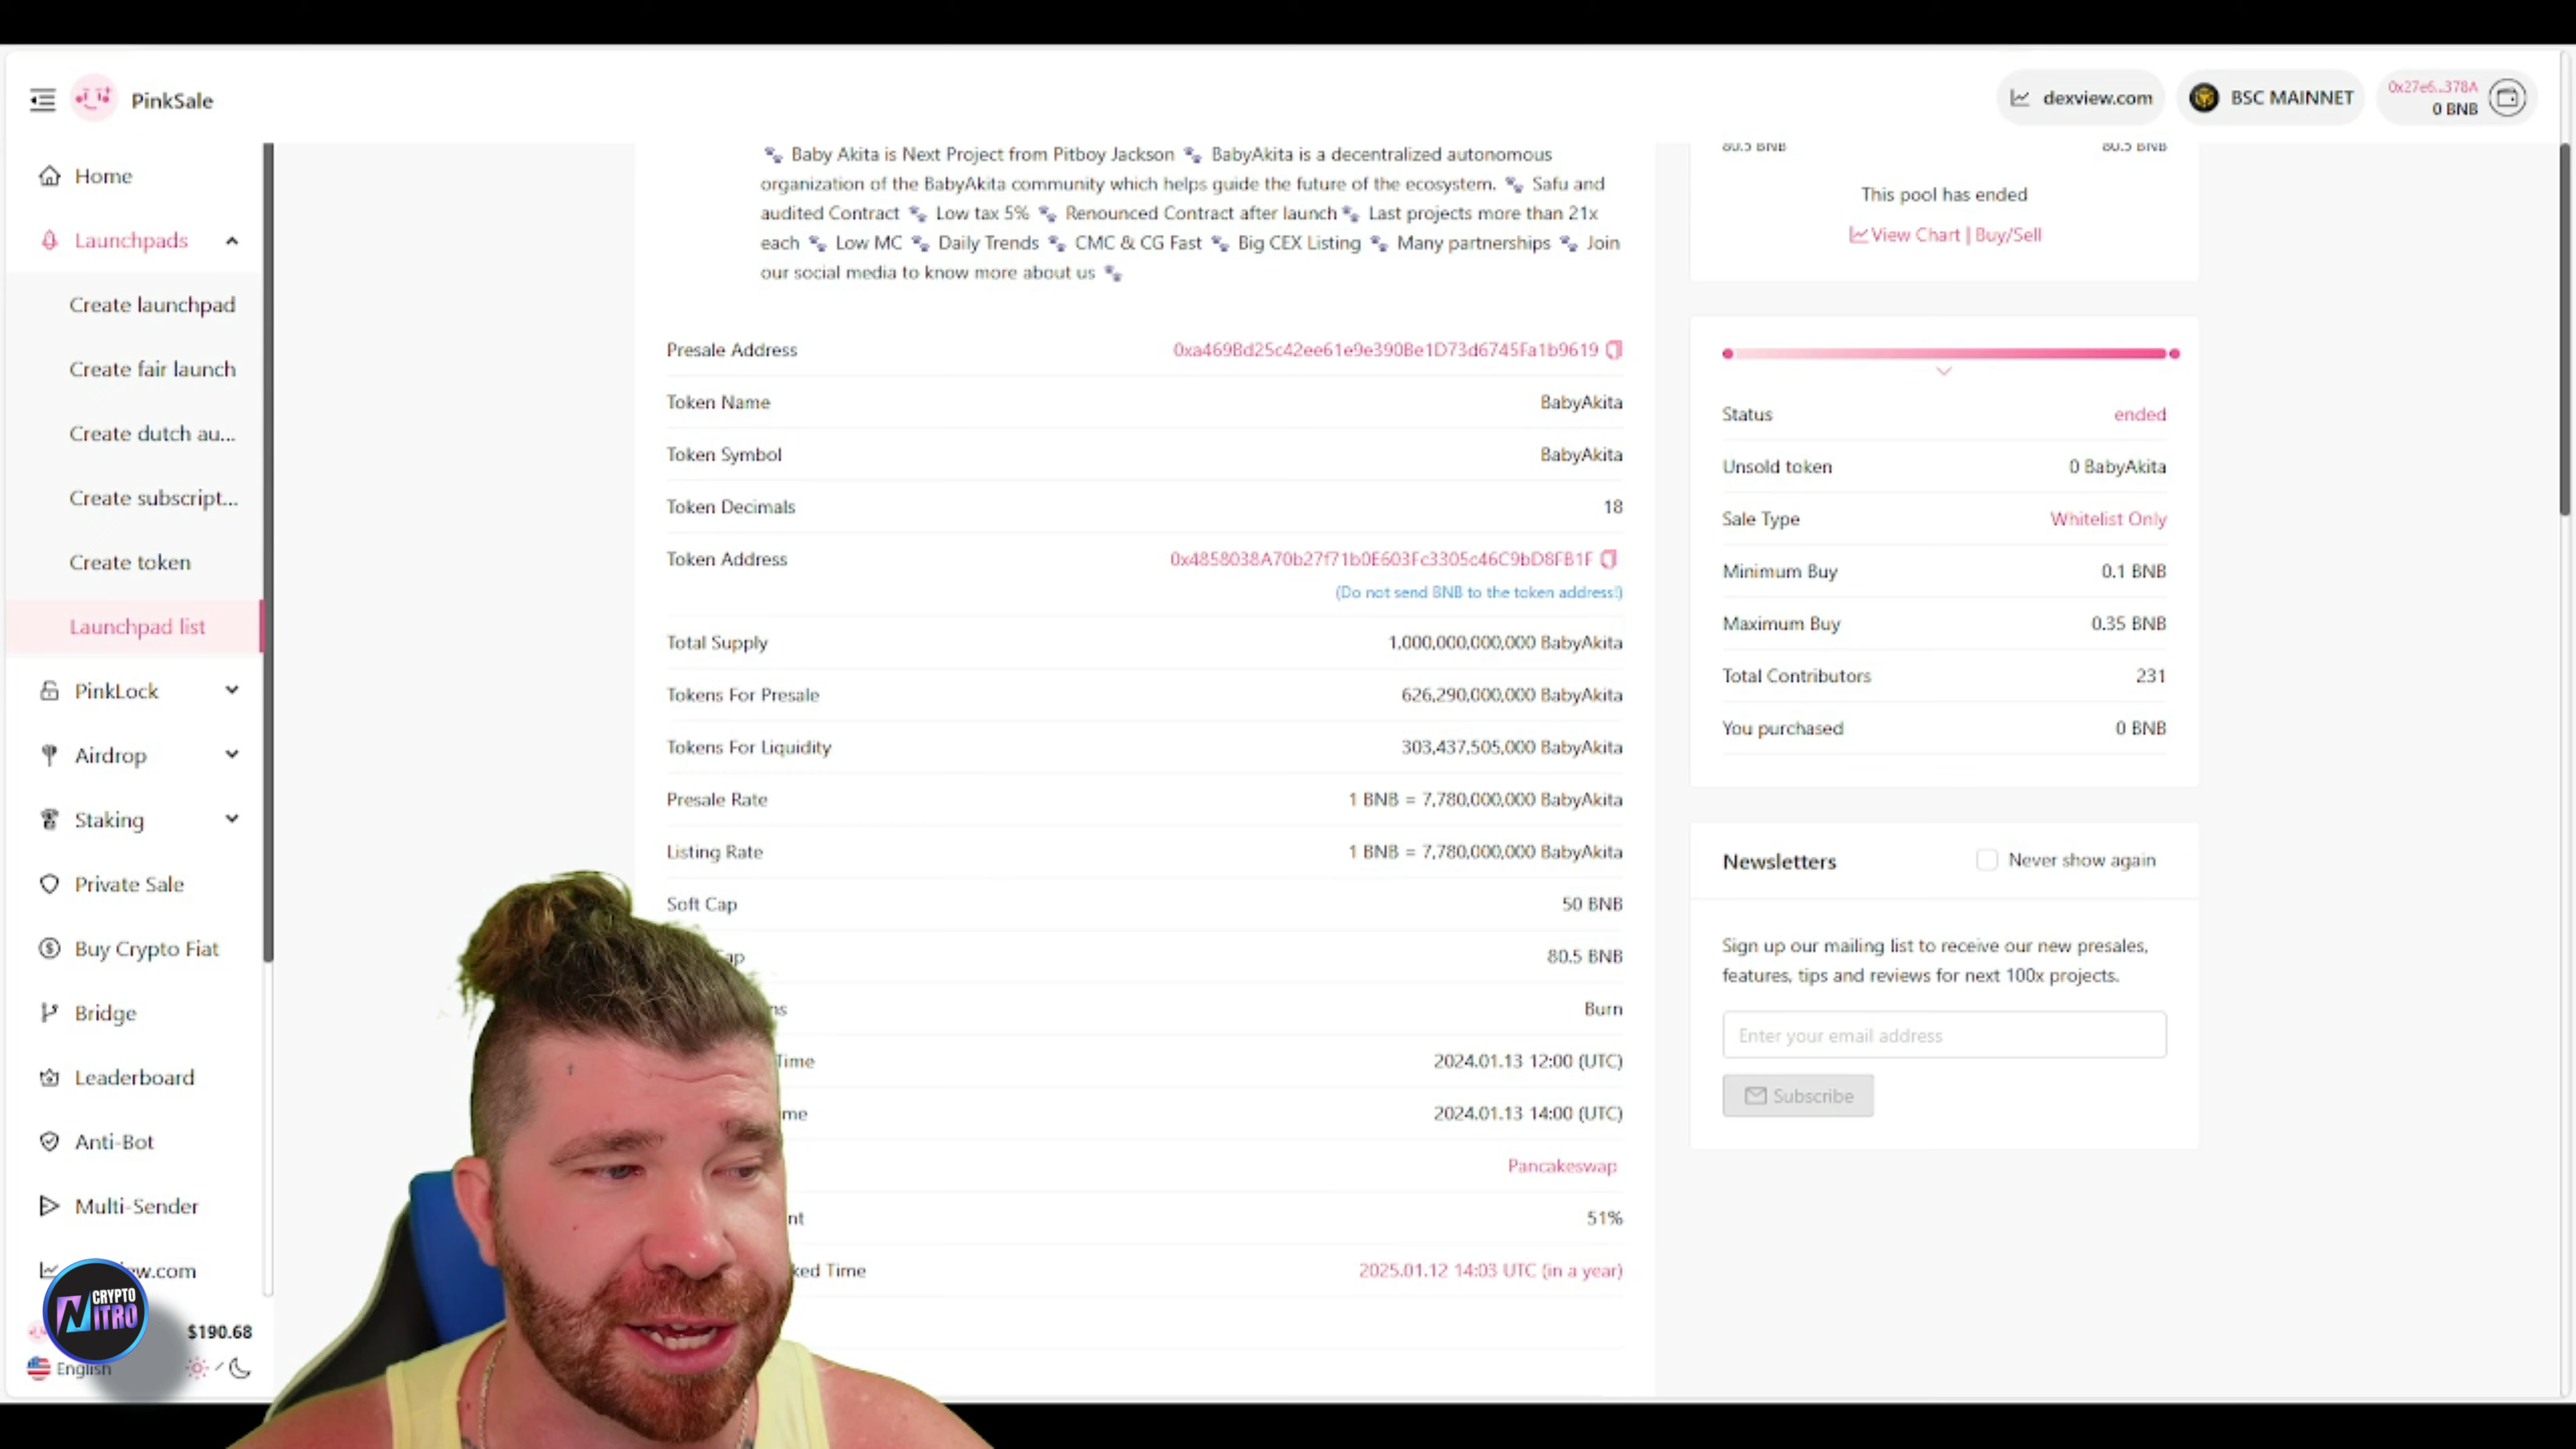 PinkSale
dexview.com
BSC MAINNET
0x27e6..378A
0 BNB
Home
Launchpads
Create launchpad
Create fair launch
Create dutch au...
Create subscript...
Create token
Launchpad list
PinkLock
Airdrop
Staking
Private Sale
Buy Crypto Fiat
Bridge
Leaderboard
Anti-Bot
Multi-Sender
ew.com
CRYPTO
NITRO
$190.68
English
Baby Akita is Next Project from Pitboy Jackson 🐾 BabyAkita is a decentralized autonomous
organization of the BabyAkita community which helps guide the future of the ecosystem. 🐾 Safu and
audited Contract 🐾 Low tax 5% 🐾 Renounced Contract after launch 🐾 Last projects more than 21x
each 🐾 Low MC 🐾 Daily Trends 🐾 CMC & CG Fast 🐾 Big CEX Listing 🐾 Many partnerships 🐾 Join
our social media to know more about us 🐾
Presale Address 0xa469Bd25c42ee61e9e390Be1D73d6745Fa1b9619
Token Name BabyAkita
Token Symbol BabyAkita
Token Decimals 18
Token Address 0x4858038A70b27f71b0E603Fc3305c46C9bD8FB1F
(Do not send BNB to the token address!)
Total Supply 1,000,000,000,000 BabyAkita
Tokens For Presale 626,290,000,000 BabyAkita
Tokens For Liquidity 303,437,505,000 BabyAkita
Presale Rate 1 BNB = 7,780,000,000 BabyAkita
Listing Rate 1 BNB = 7,780,000,000 BabyAkita
Soft Cap 50 BNB
ap 80.5 BNB
ns Burn
Time 2024.01.13 12:00 (UTC)
me 2024.01.13 14:00 (UTC)
Pancakeswap
nt 51%
ked Time 2025.01.12 14:03 UTC (in a year)
80.5 BNB 80.5 BNB
This pool has ended
View Chart | Buy/Sell
Status ended
Unsold token 0 BabyAkita
Sale Type Whitelist Only
Minimum Buy 0.1 BNB
Maximum Buy 0.35 BNB
Total Contributors 231
You purchased 0 BNB
Newsletters Never show again
Sign up our mailing list to receive our new presales,
features, tips and reviews for next 100x projects.
Enter your email address
Subscribe